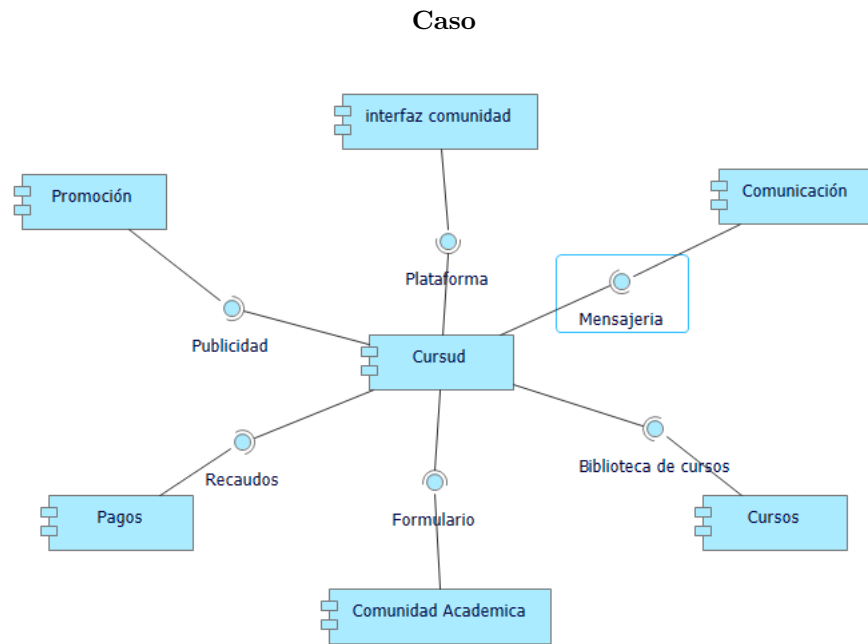 Caso
interfaz comunidad
Promoción
Comunicación
Plataforma
Mensajeria
Publicidad
Cursud
Biblioteca de cursos
Recaudos
Pagos
Formulario
Cursos
Comunidad Academica